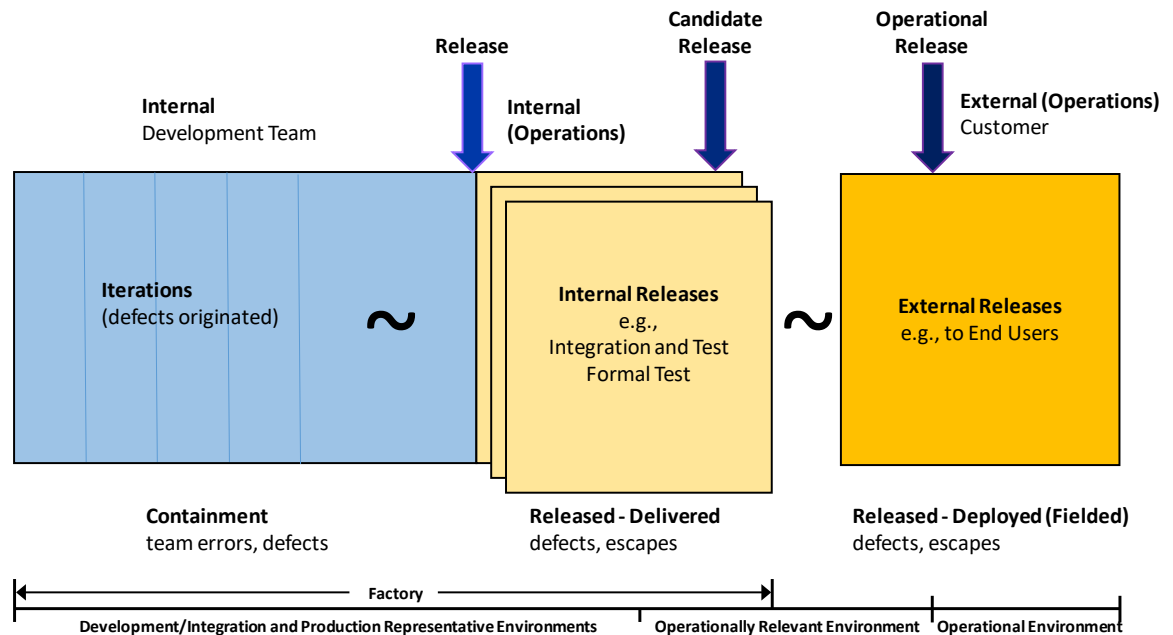 Candidate
Release
Operational
Release
Release
Internal
Development Team
Internal
(Operations)
External (Operations)
Customer
Iterations
(defects originated)
~
Internal Releases
e.g.,
Integration and Test
Formal Test
~
External Releases
e.g., to End Users
Containment
team errors, defects
Released - Delivered
defects, escapes
Released - Deployed (Fielded)
defects, escapes
Factory
Development/Integration and Production Representative Environments
Operationally Relevant Environment
Operational Environment